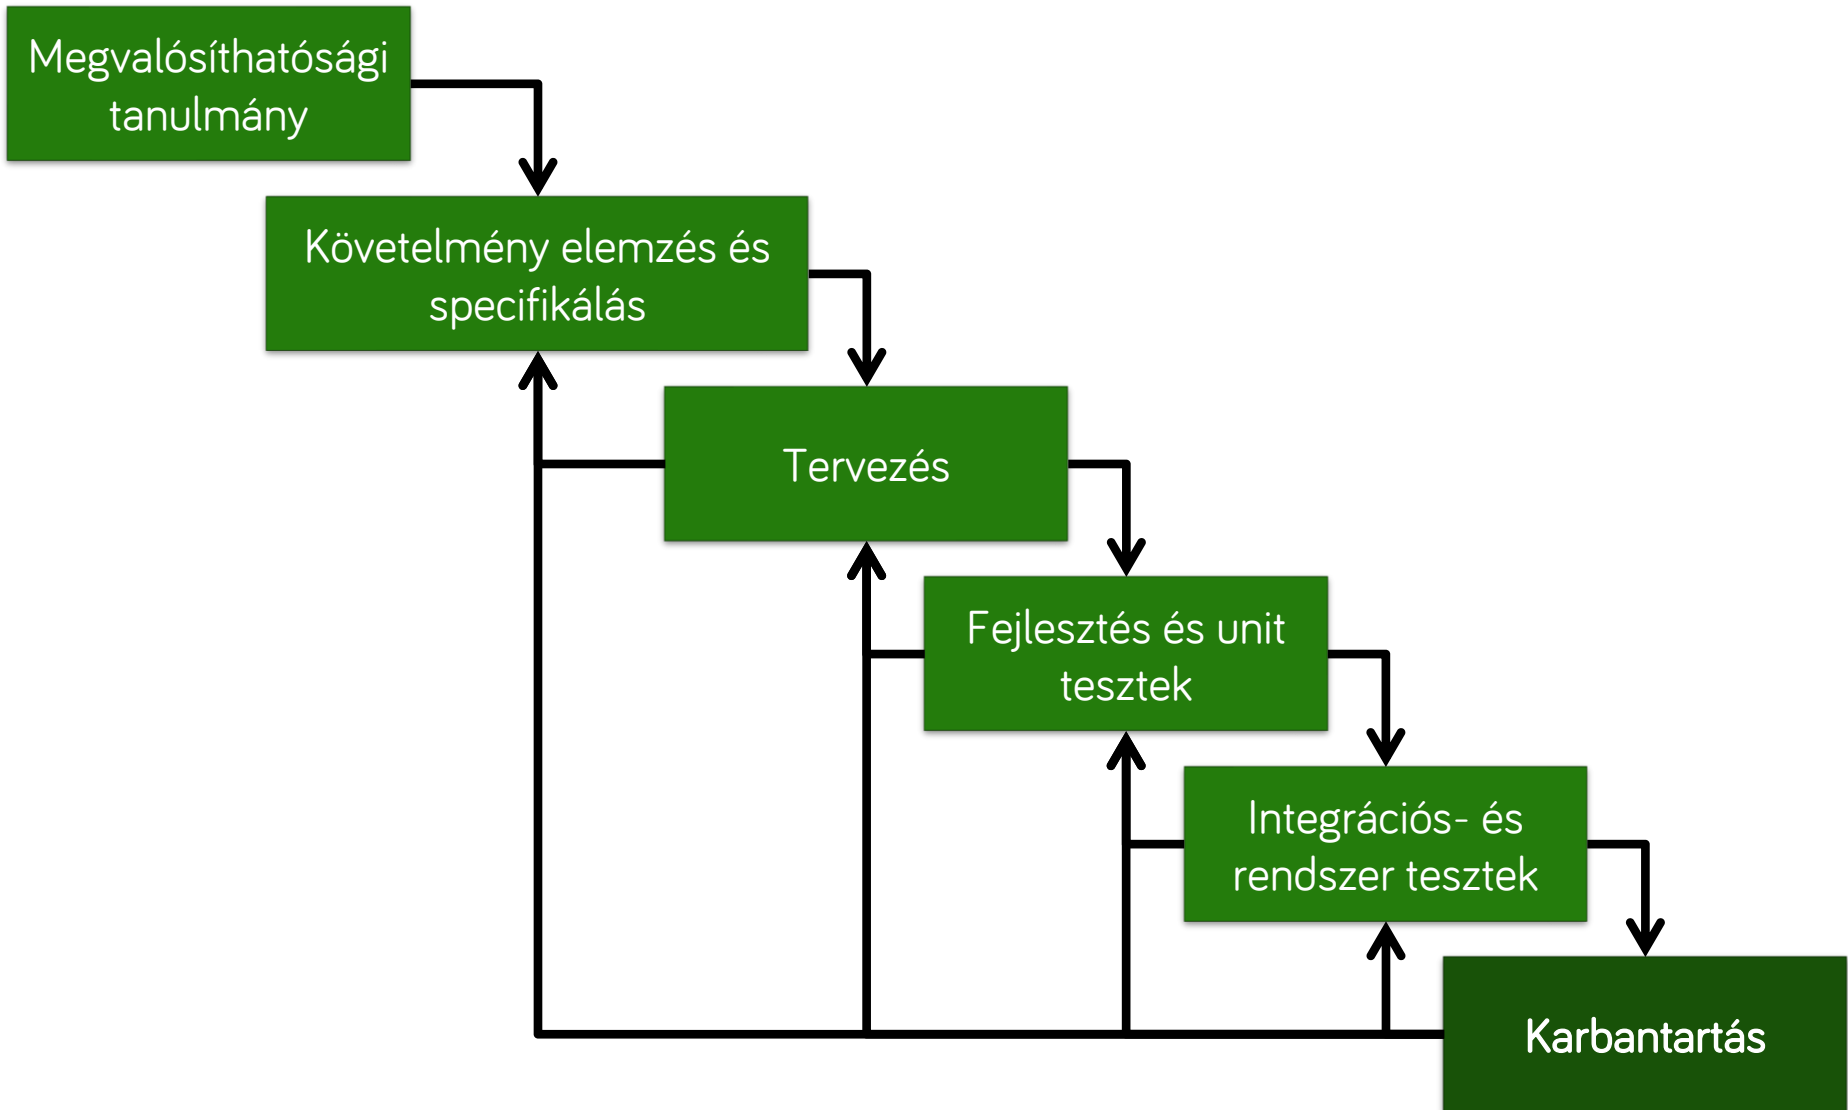 Megvalósíthatósági
tanulmány
Követelmény elemzés és
specifikálás
Tervezés
Fejlesztés és unit
tesztek
Integrációs- és
rendszer tesztek
Karbantartás